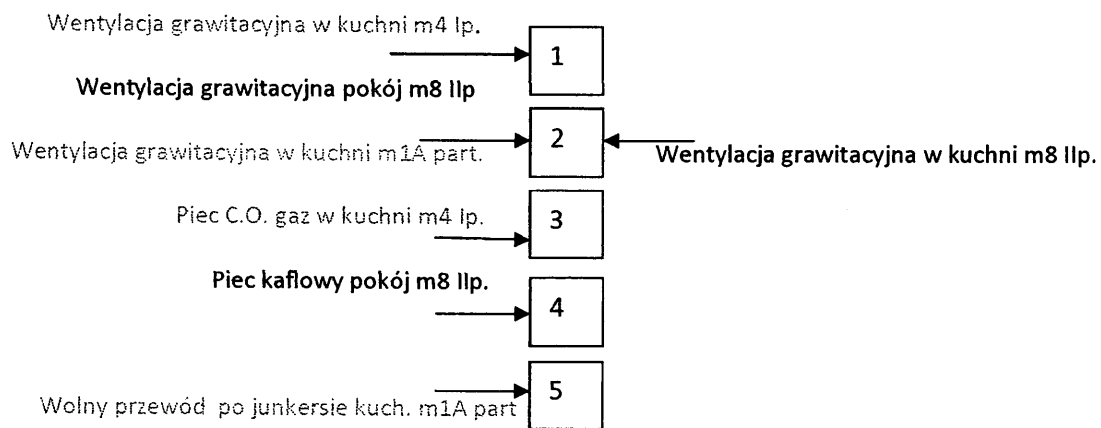 Wentylacja grawitacyjna w kuchni m4 Ip.
1
Wentylacja grawitacyjna pokój m8 IIp
2
Wentylacja grawitacyjna w kuchni m1A part.
Wentylacja grawitacyjna w kuchni m8 IIp.
Piec C.O. gaz w kuchni m4 Ip.
3
Piec kaflowy pokój m8 IIp.
4
5
Wolny przewód po junkersie kuch. m1A part